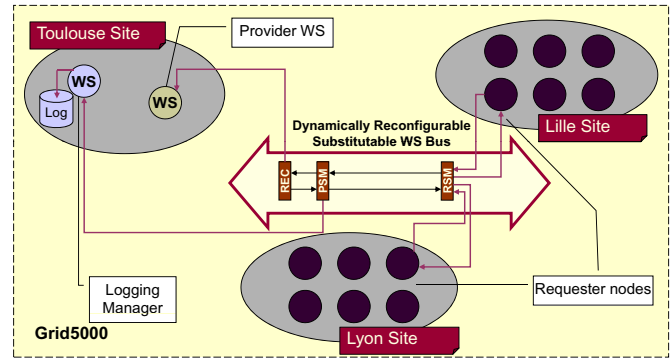 Toulouse Site
Provider WS
WS
WS
Log
Lille Site
Dynamically Reconfigurable
Substitutable WS Bus
REC
PSM
RSM
Logging
Manager
Requester nodes
Grid5000
Lyon Site